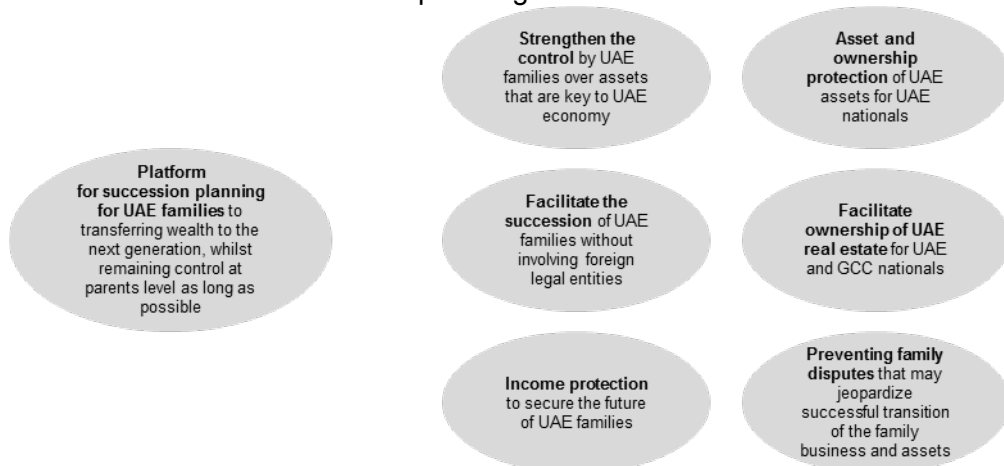 Platform
for succession planning
for UAE families to
transferring wealth to the
next generation, whilst
remaining control at
parents level as long as
possible
Strengthen the
control by UAE
families over assets
that are key to UAE
economy
Asset and
ownership
protection of UAE
assets for UAE
nationals
Facilitate the
succession of UAE
families without
involving foreign
legal entities
Facilitate
ownership of UAE
real estate for UAE
and GCC nationals
Income protection
to secure the future
of UAE families
Preventing family
disputes that may
jeopardize
successful transition
of the family
business and assets